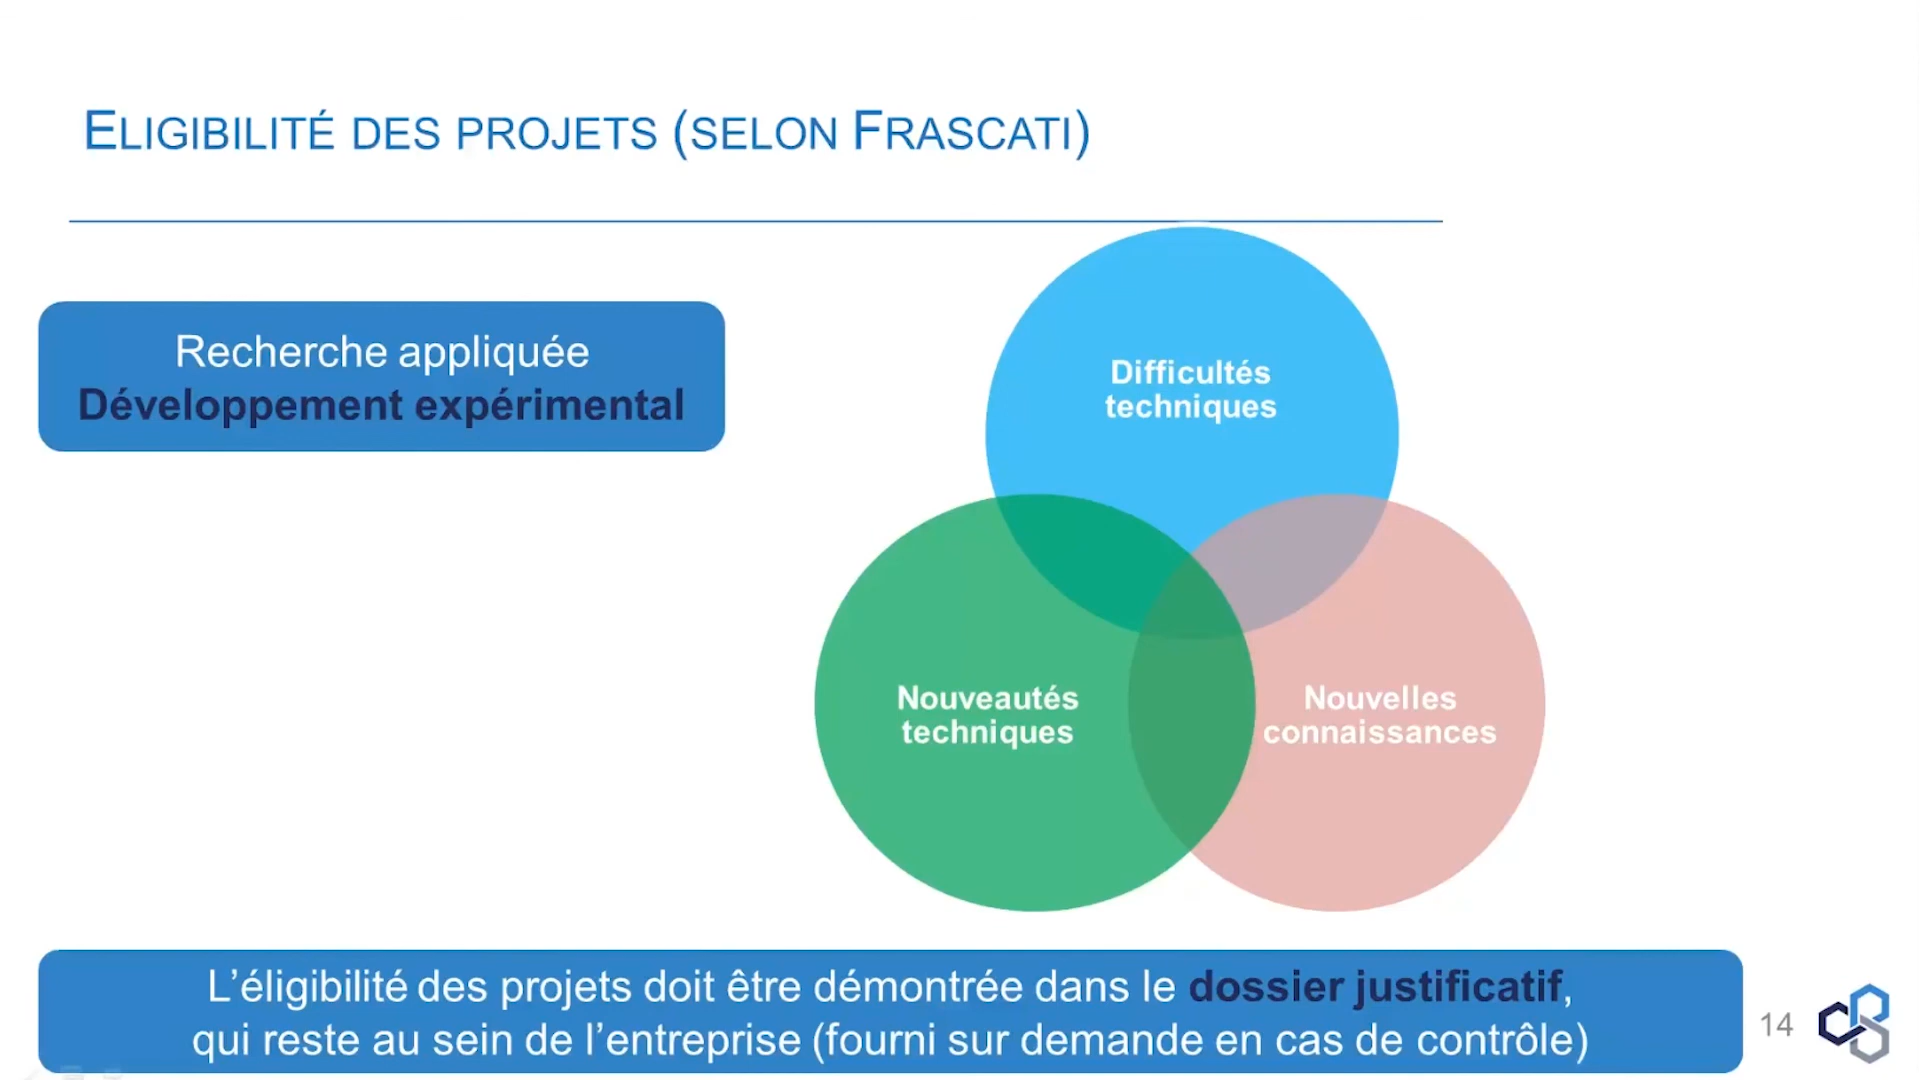 ELIGIBILITÉ DES PROJETS (SELON FRASCATI)
Recherche appliquée
Développement expérimental
Difficultés
techniques
Nouveautés
techniques
Nouvelles
connaissances
L’éligibilité des projets doit être démontrée dans le dossier justificatif,
qui reste au sein de l’entreprise (fourni sur demande en cas de contrôle)
14